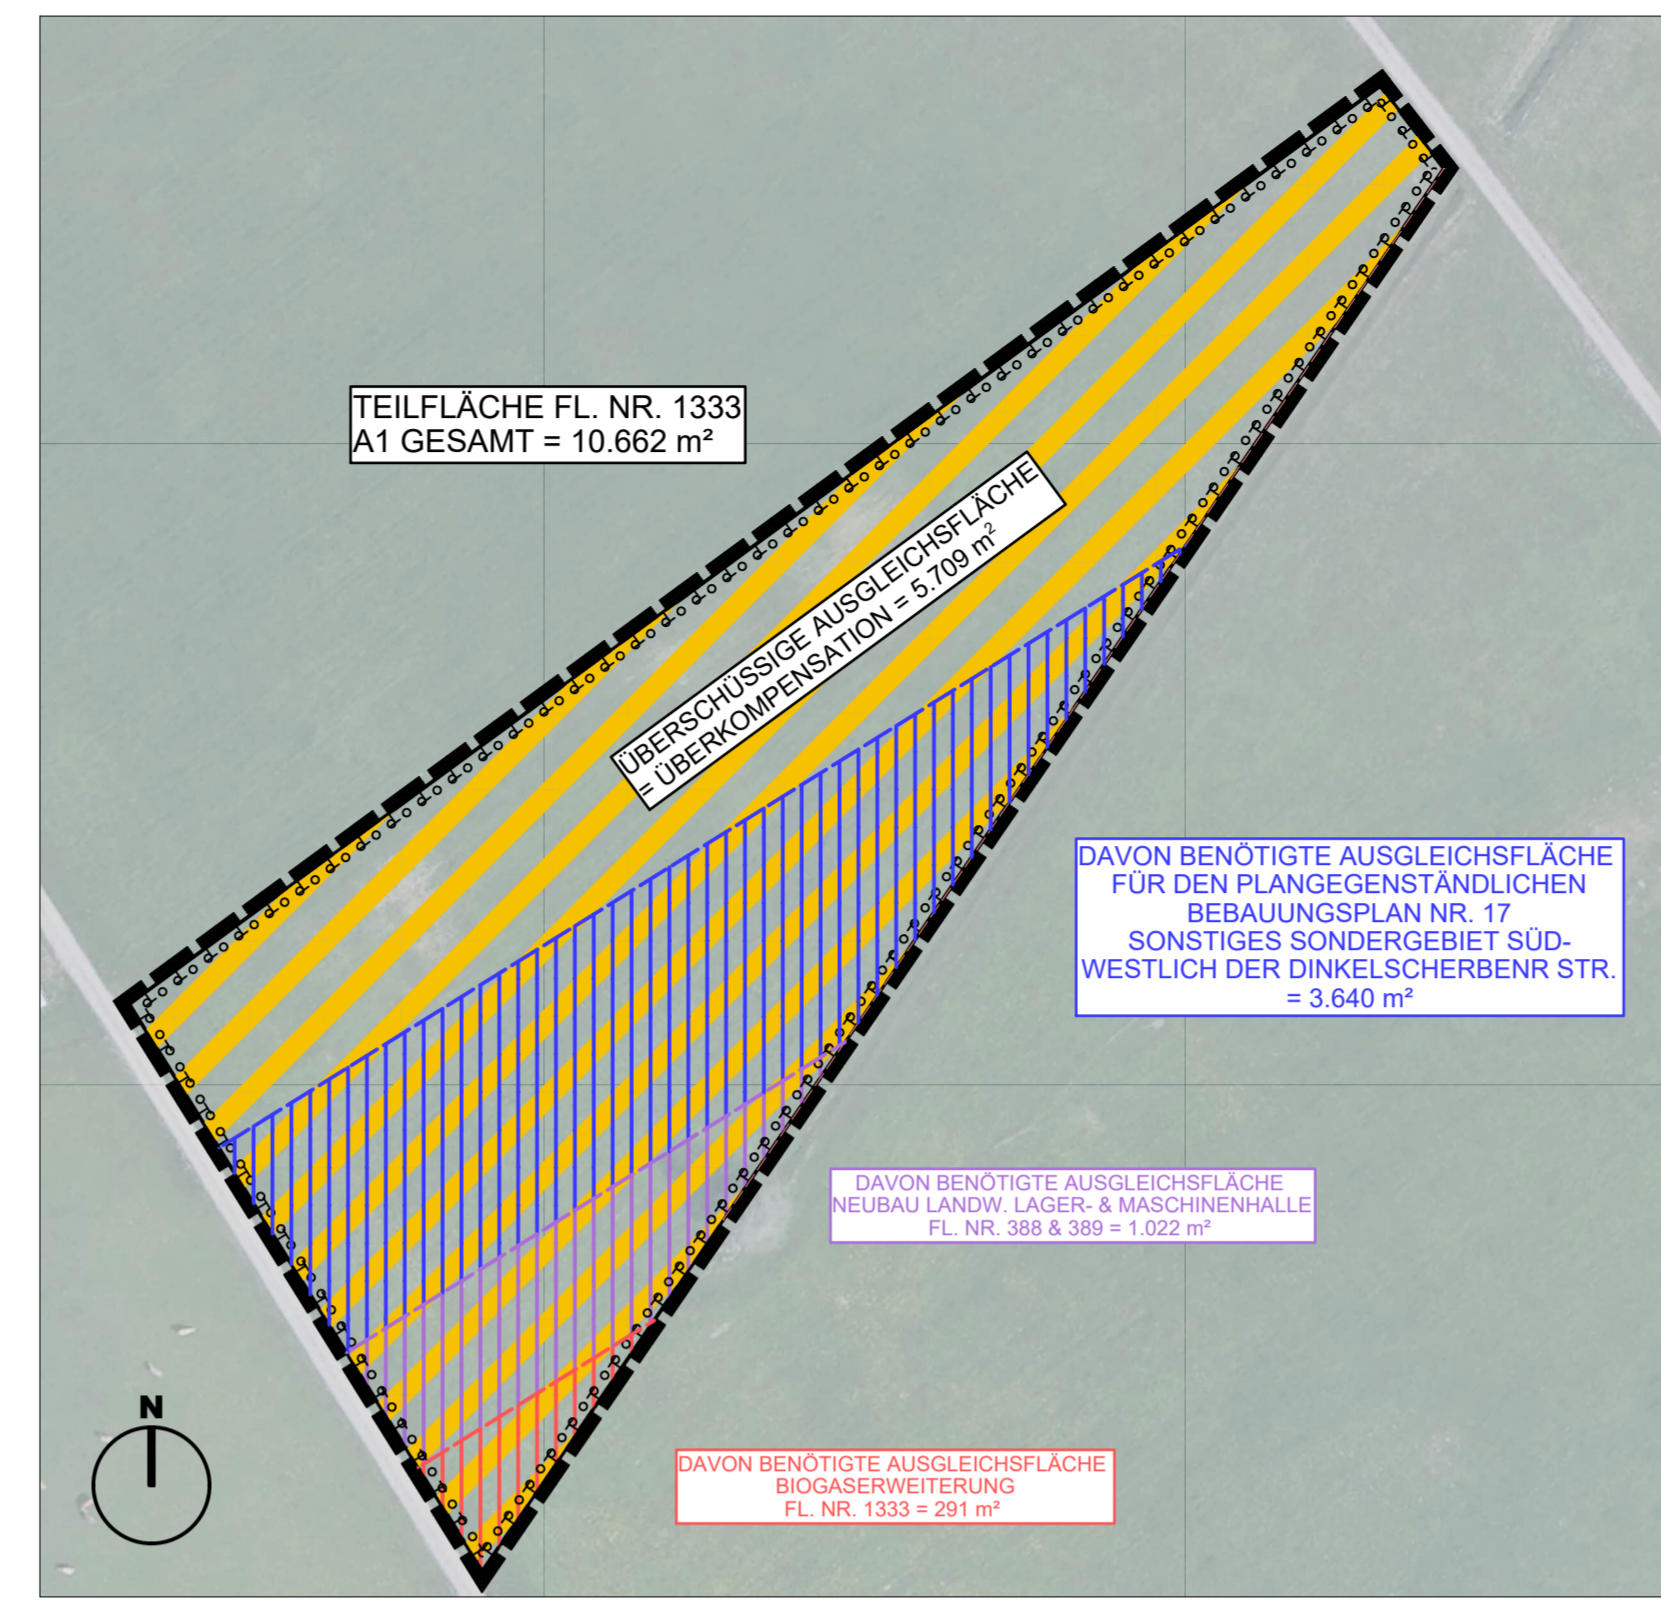 TEILFLÄCHE FL. NR. 1333
A1 GESAMT = 10.662 m²
ÜBERSCHÜSSIGE AUSGLEICHSFLÄCHE
= ÜBERKOMPENSATION = 5.709 m²
DAVON BENÖTIGTE AUSGLEICHSFLÄCHE
FÜR DEN PLANGEGENSTÄNDLICHEN
BEBAUUNGSPLAN NR. 17
SONSTIGES SONDERGEBIET SÜD-
WESTLICH DER DINKELSCHERBENR STR.
= 3.640 m²
DAVON BENÖTIGTE AUSGLEICHSFLÄCHE
NEUBAU LANDW. LAGER- & MASCHINENHALLE
FL. NR. 388 & 389 = 1.022 m²
N
DAVON BENÖTIGTE AUSGLEICHSFLÄCHE
BIOGASERWEITERUNG
FL. NR. 1333 = 291 m²